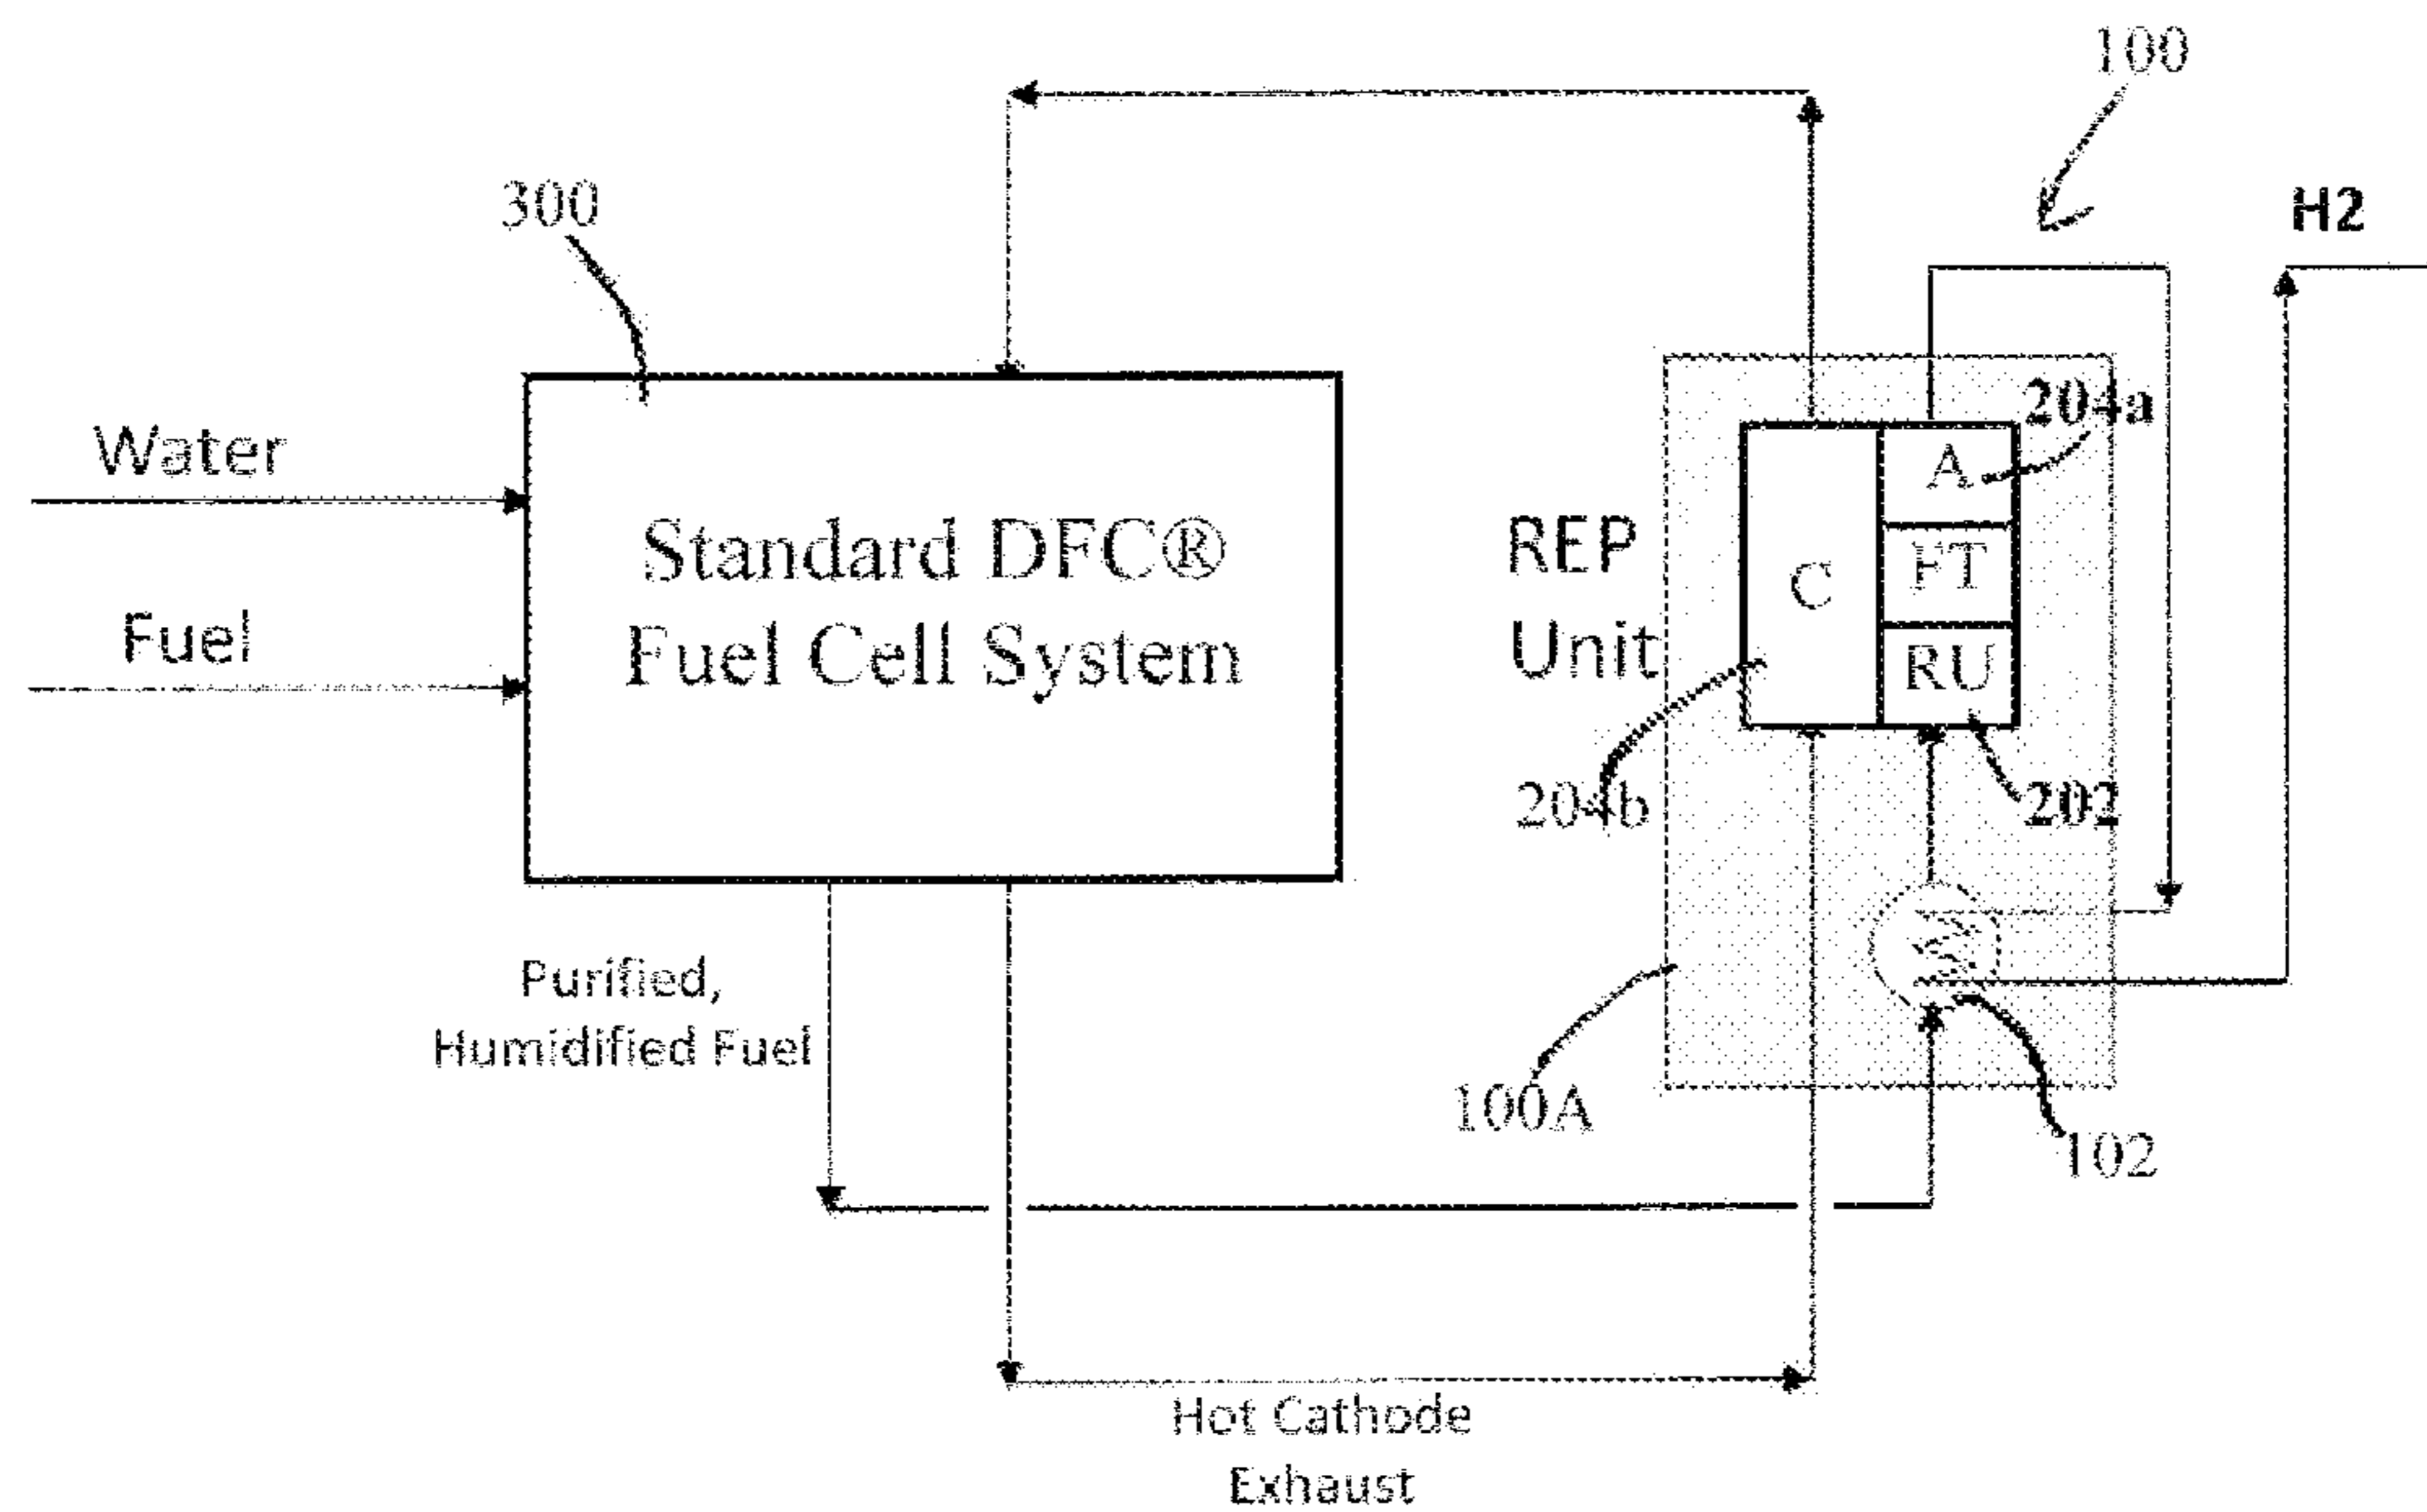 100
300
H2
204a
Water
A
Standard DFC®
REP
FT
C
Fuel
Fuel Cell System
Unit
RU
204b
202
Purified,
Humidified Fuel
100A
102
Hot Cathode
Exhaust